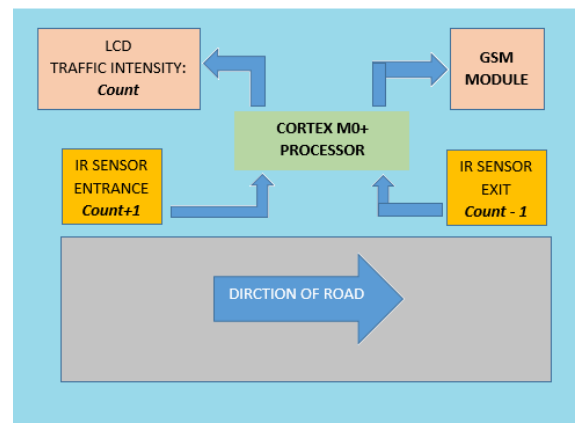 LCD
TRAFFIC INTENSITY:
Count
GSM
MODULE
CORTEX M0+
PROCESSOR
IR SENSOR
ENTRANCE
Count+1
IR SENSOR
EXIT
Count - 1
DIRCTION OF ROAD